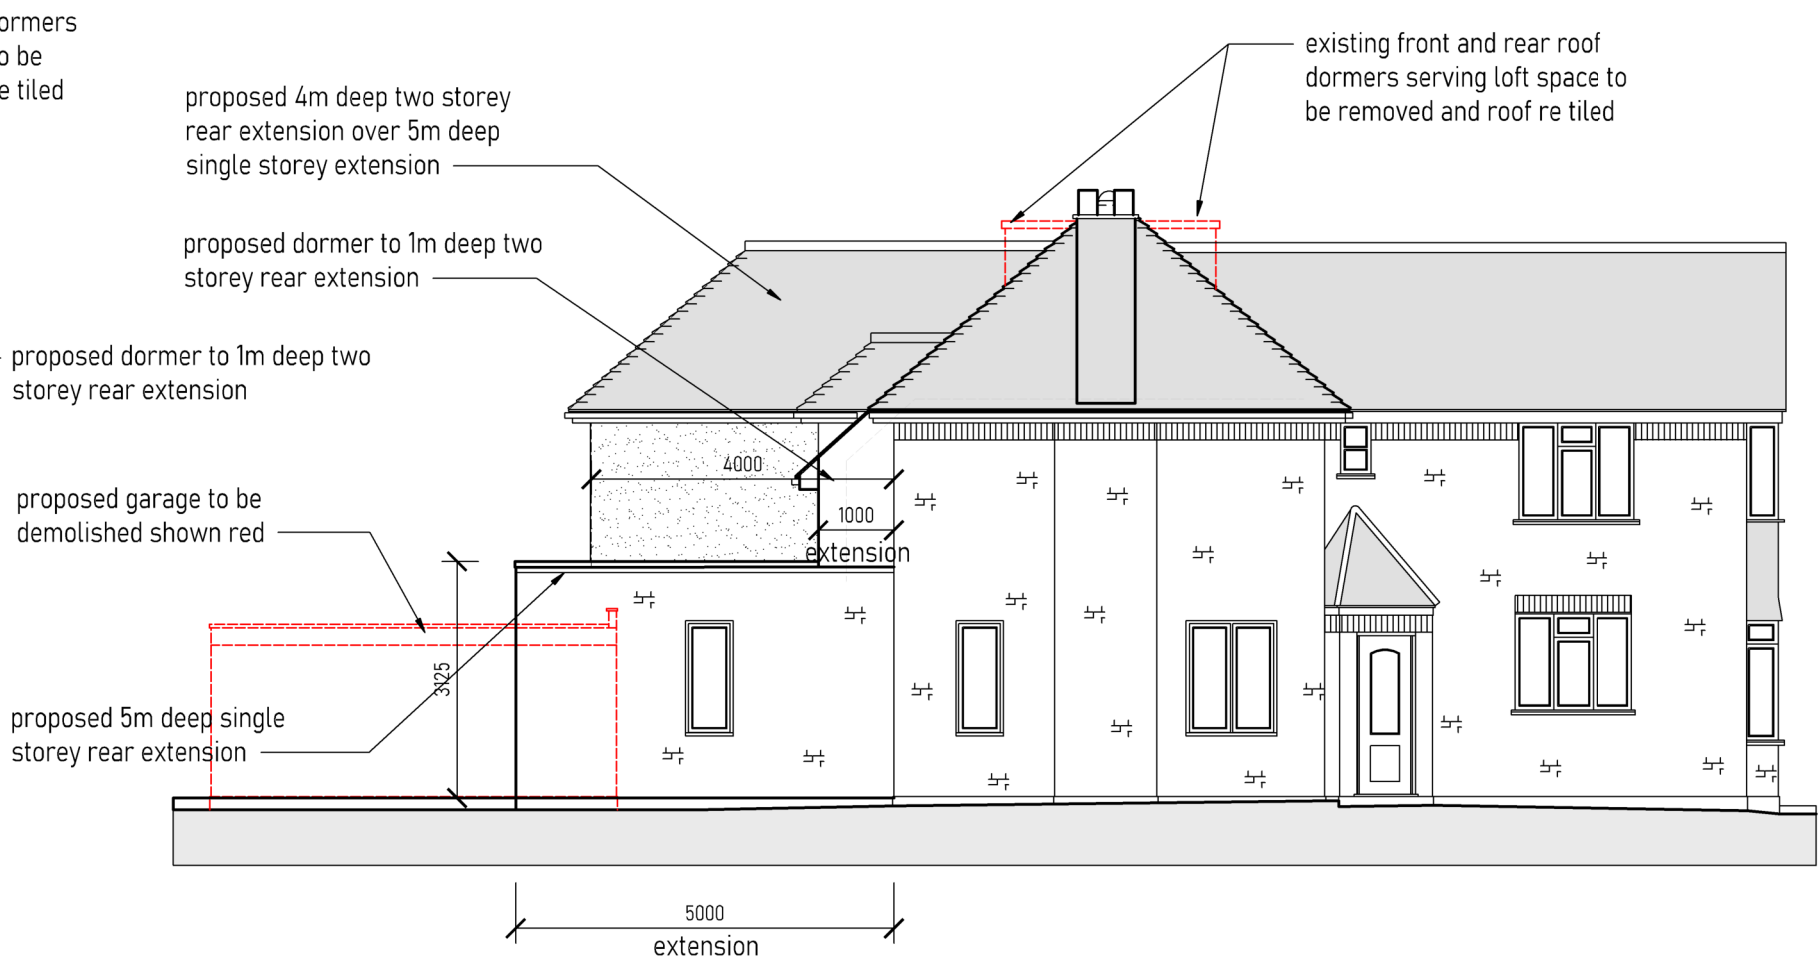 ormers
o be
e tiled
existing front and rear roof
dormers serving loft space to
be removed and roof re tiled
proposed 4m deep two storey
rear extension over 5m deep
single storey extension
proposed dormer to 1m deep two
storey rear extension
proposed dormer to 1m deep two
storey rear extension
4000
proposed garage to be
demolished shown red
1000
extension
3125
proposed 5m deep single
storey rear extension
5000
extension